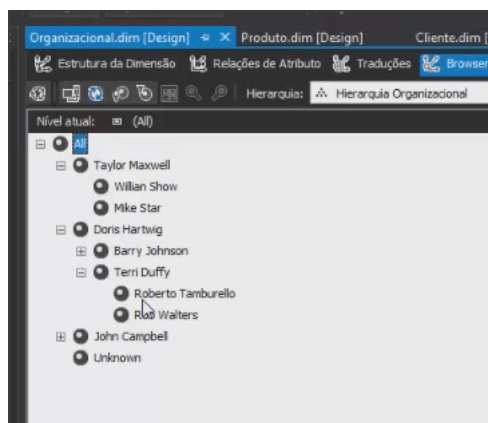 Organizacional.dim [Design] Produto.dim [Design] Cliente.dim [
Estrutura da Dimensão Relações de Atributo Traduções Browser
Hierarquia: Hierarquia Organizacional
Nível atual: (All)
All
Taylor Maxwell
Willian Show
Mike Star
Doris Hartwig
Barry Johnson
Terri Duffy
Roberto Tamburello
Rob Walters
John Campbell
Unknown